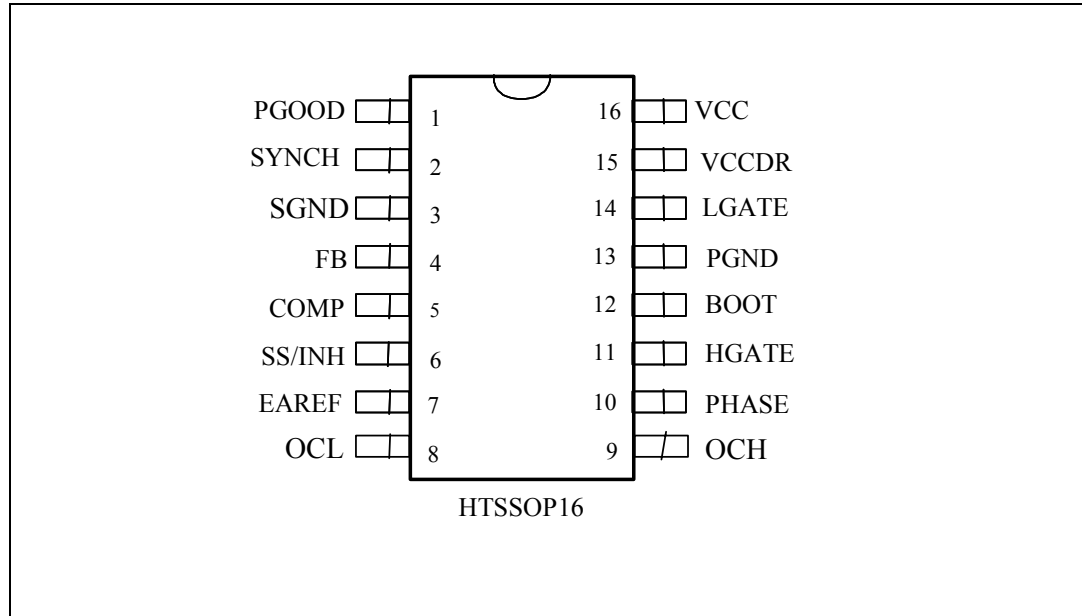 PGOOD 1 16 VCC
SYNCH 2 15 VCCDR
SGND 3 14 LGATE
FB 4 13 PGND
COMP 5 12 BOOT
SS/INH 6 11 HGATE
EAREF 7 10 PHASE
OCL 8 9 OCH
HTSSOP16